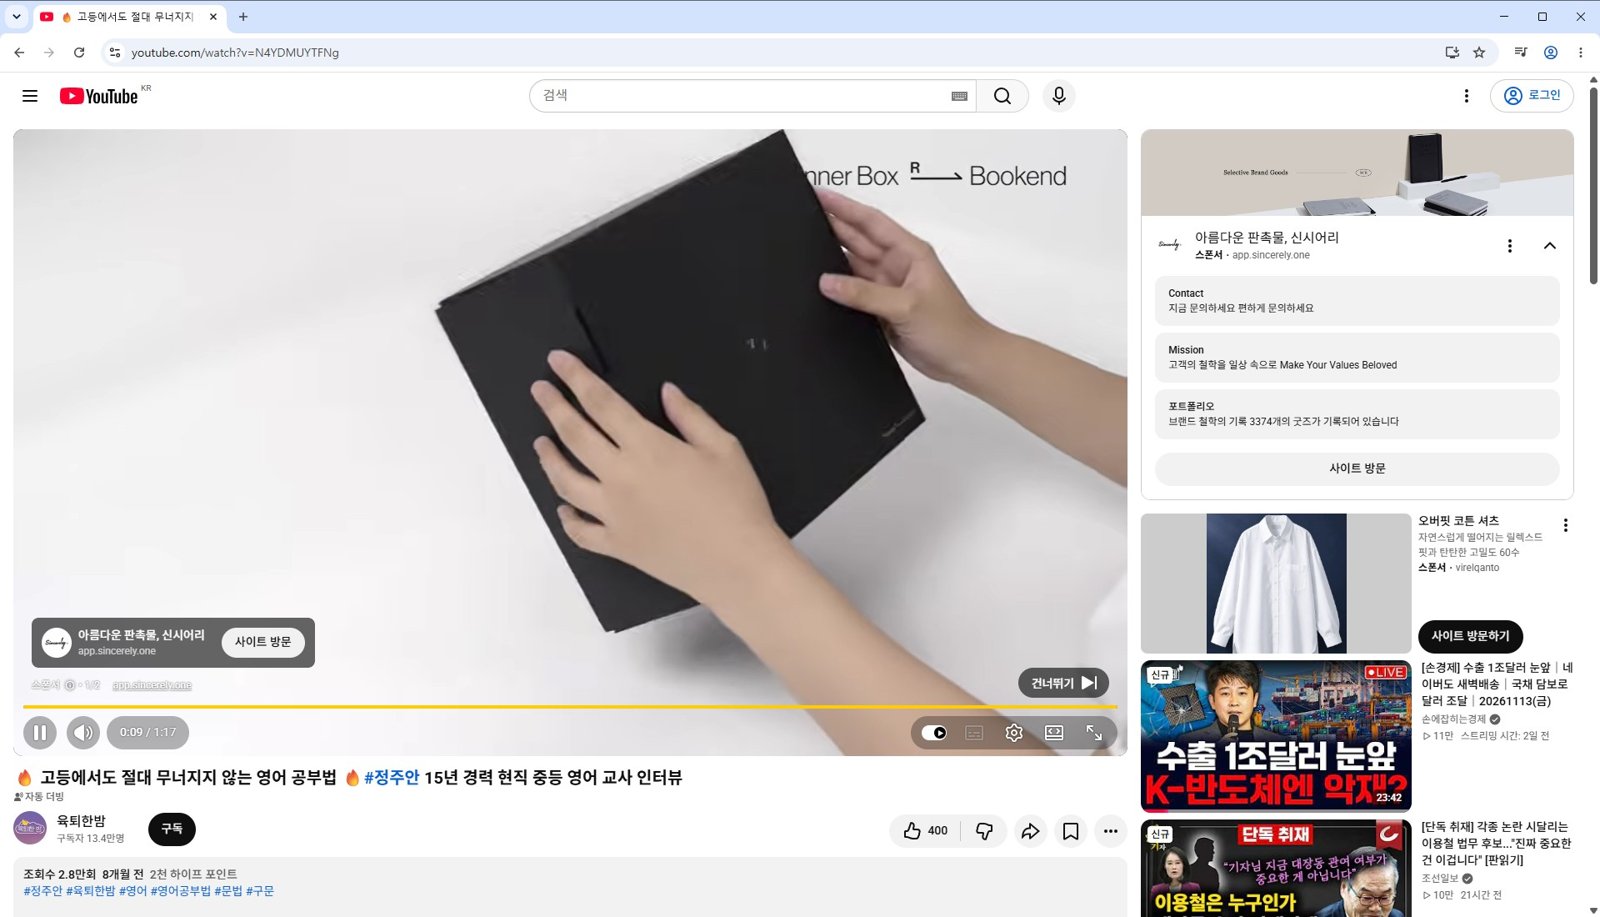 🔥 고등에서도 절대 무너지지
youtube.com/watch?v=N4YDMUYTFNg
YouTube KR
검색
로그인
nner Box R Bookend
아름다운 판촉물, 신시어리
app.sincerely.one
사이트 방문
스폰서 · 1/2 app.sincerely.one
건너뛰기
0:09 / 1:17
🔥 고등에서도 절대 무너지지 않는 영어 공부법 🔥 #정주안 15년 경력 현직 중등 영어 교사 인터뷰
자동 더빙
육퇴한밤
구독자 13.4만명
구독
400
조회수 2.8만회 8개월 전 2천 하이프 포인트
#정주안 #육퇴한밤 #영어 #영어공부법 #문법 #구문
Selective Brand Goods
Sincerely
아름다운 판촉물, 신시어리
스폰서 · app.sincerely.one
Contact
지금 문의하세요 편하게 문의하세요
Mission
고객의 철학을 일상 속으로 Make Your Values Beloved
포트폴리오
브랜드 철학의 기록 3374개의 굿즈가 기록되어 있습니다
사이트 방문
오버핏 코튼 셔츠
자연스럽게 떨어지는 릴렉스드
핏과 탄탄한 고밀도 60수
스폰서 · virelqanto
사이트 방문하기
신규
LIVE
수출 1조달러 눈앞
K-반도체엔 악재?
23:42
[손경제] 수출 1조달러 눈앞｜네
이버도 새벽배송｜국채 담보로
달러 조달｜20261113(금)
손에잡히는경제
11만 스트리밍 시간: 2일 전
신규
기자
단독 취재
"기자님 지금 대장동 관여 여부가
중요한 게 아닙니다"
이용철은 누구인가
[단독 취재] 각종 논란 시달리는
이용철 법무 후보..."진짜 중요한
건 이겁니다" [판읽기]
조선일보
10만 21시간 전